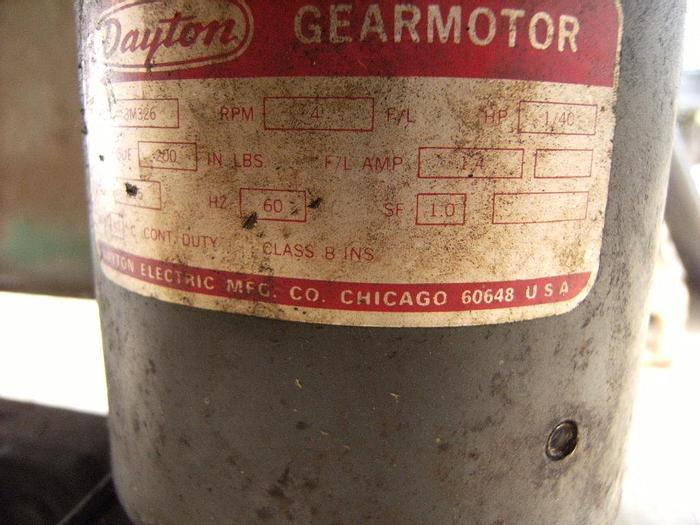 Dayton GEARMOTOR
3M326 RPM 4 F/L HP 1/40
200 IN LBS. F/L AMP
HZ 60 SF 1.0
CONT. DUTY CLASS B INS
DAYTON ELECTRIC MFG. CO. CHICAGO 60648 U S A